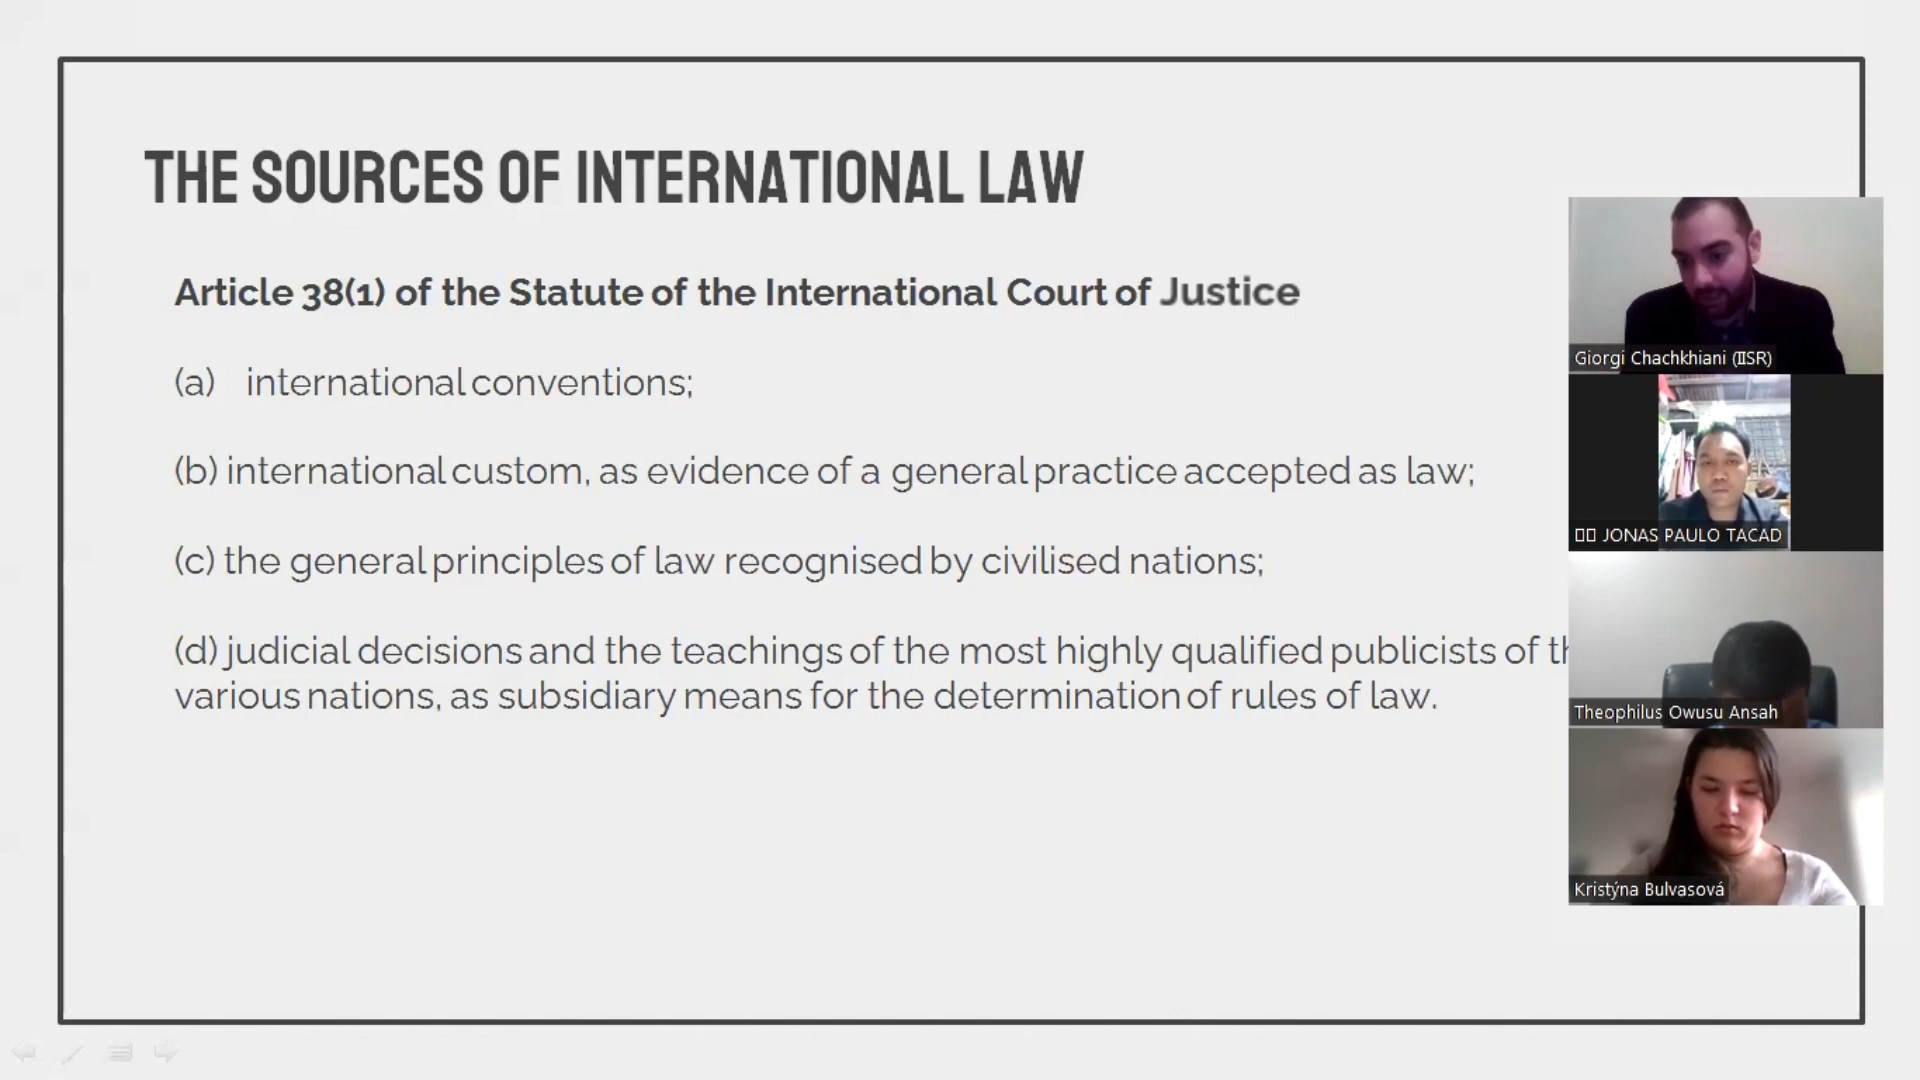 THE SOURCES OF INTERNATIONAL LAW
Article 38(1) of the Statute of the International Court of Justice
(a) international conventions;
(b) international custom, as evidence of a general practice accepted as law;
(c) the general principles of law recognised by civilised nations;
(d) judicial decisions and the teachings of the most highly qualified publicists of
various nations, as subsidiary means for the determination of rules of law.
Giorgi Chachkhiani (IISR)
JONAS PAULO TACAD
Theophilus Owusu Ansah
Kristýna Bulvasová